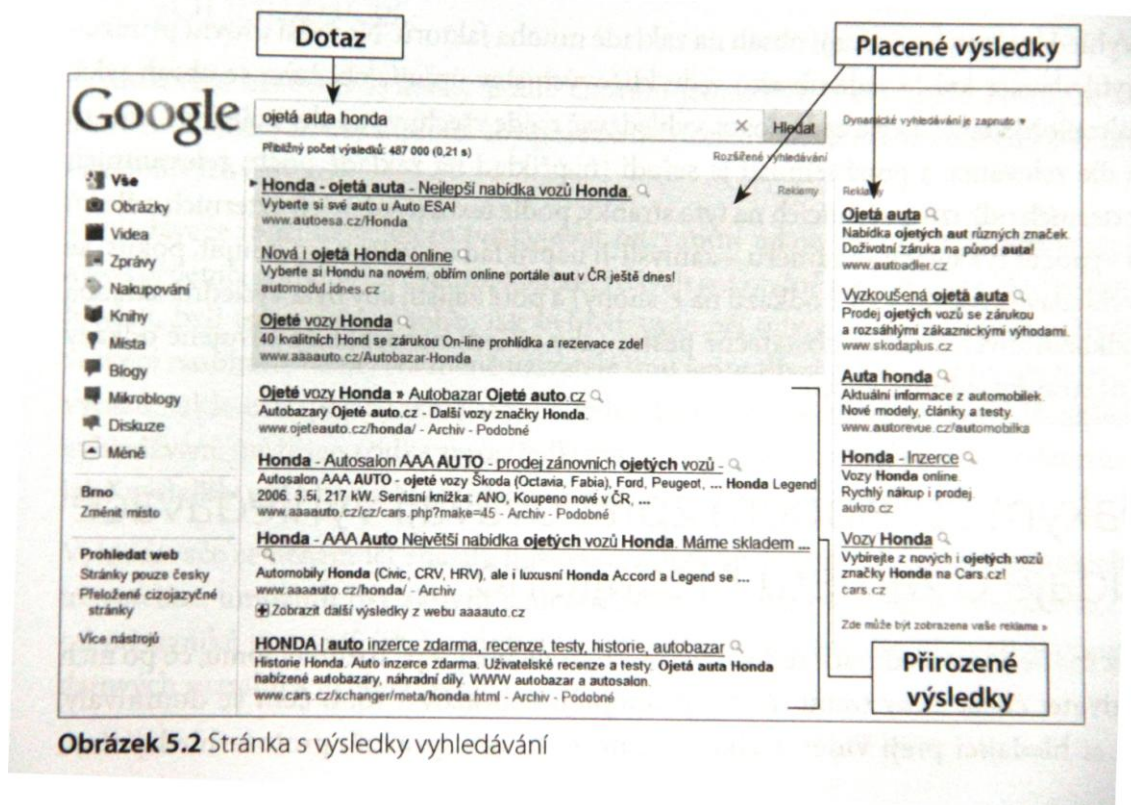 Dotaz
Placené výsledky
Google
ojetá auta honda
×
Hledat
Dynamické vyhledávání je zapnuto ▼
Přibližný počet výsledků: 487 000 (0,21 s)
Rozšířené vyhledávání
Vše
Obrázky
Videa
Zprávy
Nakupování
Knihy
Místa
Blogy
Mikroblogy
Diskuze
Méně
Brno
Změnit místo
Prohledat web
Stránky pouze česky
Přeložené cizojazyčné
stránky
Více nástrojů
Honda - ojetá auta - Nejlepší nabídka vozů Honda.
Reklamy
Vyberte si své auto u Auto ESA!
www.autoesa.cz/Honda
Nová i ojetá Honda online
Vyberte si Hondu na novém, obřím online portále aut v ČR ještě dnes!
automodul.idnes.cz
Ojeté vozy Honda
40 kvalitních Hond se zárukou On-line prohlídka a rezervace zde!
www.aaaauto.cz/Autobazar-Honda
Ojeté vozy Honda » Autobazar Ojeté auto.cz
Autobazary Ojeté auto.cz - Další vozy značky Honda.
www.ojeteauto.cz/honda/ - Archiv - Podobné
Honda - Autosalon AAA AUTO - prodej zánovních ojetých vozů -
Autosalon AAA AUTO - ojeté vozy Škoda (Octavia, Fabia), Ford, Peugeot, ... Honda Legend
2006. 3.5i, 217 kW. Servisní knížka: ANO, Koupeno nové v ČR, ...
www.aaaauto.cz/cz/cars.php?make=45 - Archiv - Podobné
Honda - AAA Auto Největší nabídka ojetých vozů Honda. Máme skladem ...
Automobily Honda (Civic, CRV, HRV), ale i luxusní Honda Accord a Legend se ...
www.aaaauto.cz/honda/ - Archiv
Zobrazit další výsledky z webu aaaauto.cz
HONDA | auto inzerce zdarma, recenze, testy, historie, autobazar
Historie Honda. Auto inzerce zdarma. Uživatelské recenze a testy. Ojetá auta Honda
nabízené autobazary, náhradní díly. WWW autobazar a autosalon.
www.cars.cz/xchanger/meta/honda.html - Archiv - Podobné
Reklamy
Ojetá auta
Nabídka ojetých aut různých značek.
Doživotní záruka na původ auta!
www.autoadler.cz
Vyzkoušená ojetá auta
Prodej ojetých vozů se zárukou
a rozsáhlými zákaznickými výhodami.
www.skodaplus.cz
Auta honda
Aktuální informace z automobilek.
Nové modely, články a testy.
www.autorevue.cz/automobilka
Honda - Inzerce
Vozy Honda online.
Rychlý nákup i prodej.
aukro.cz
Vozy Honda
Vybírejte z nových i ojetých vozů
značky Honda na Cars.cz!
cars.cz
Zde může být zobrazena vaše reklama »
Přirozené
výsledky
Obrázek 5.2 Stránka s výsledky vyhledávání